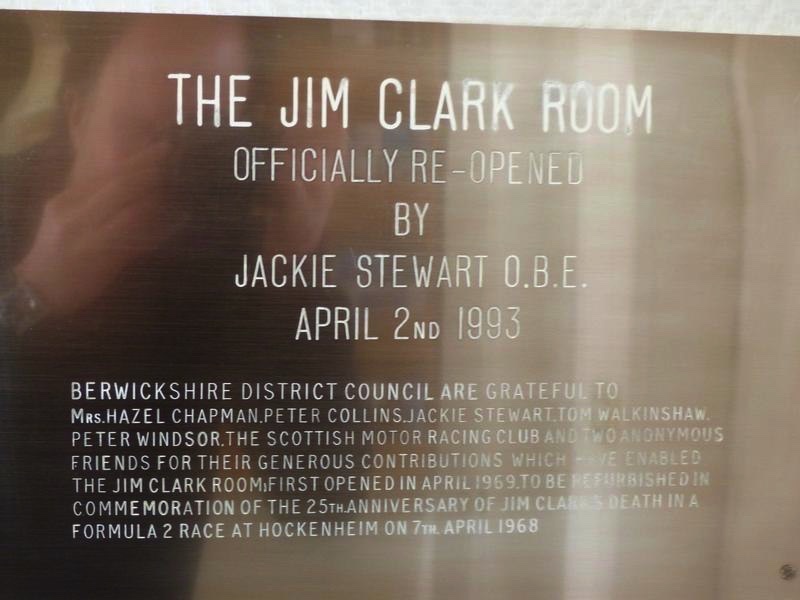 THE JIM CLARK ROOM
OFFICIALLY RE-OPENED
BY
JACKIE STEWART O.B.E.
APRIL 2ND 1993
BERWICKSHIRE DISTRICT COUNCIL ARE GRATEFUL TO
MRS.HAZEL CHAPMAN.PETER COLLINS.JACKIE STEWART.TOM WALKINSHAW.
PETER WINDSOR.THE SCOTTISH MOTOR RACING CLUB AND TWO ANONYMOUS
FRIENDS FOR THEIR GENEROUS CONTRIBUTIONS WHICH HAVE ENABLED
THE JIM CLARK ROOM,FIRST OPENED IN APRIL 1969.TO BE REFURBISHED IN
COMMEMORATION OF THE 25TH.ANNIVERSARY OF JIM CLARK'S DEATH IN A
FORMULA 2 RACE AT HOCKENHEIM ON 7TH. APRIL 1968